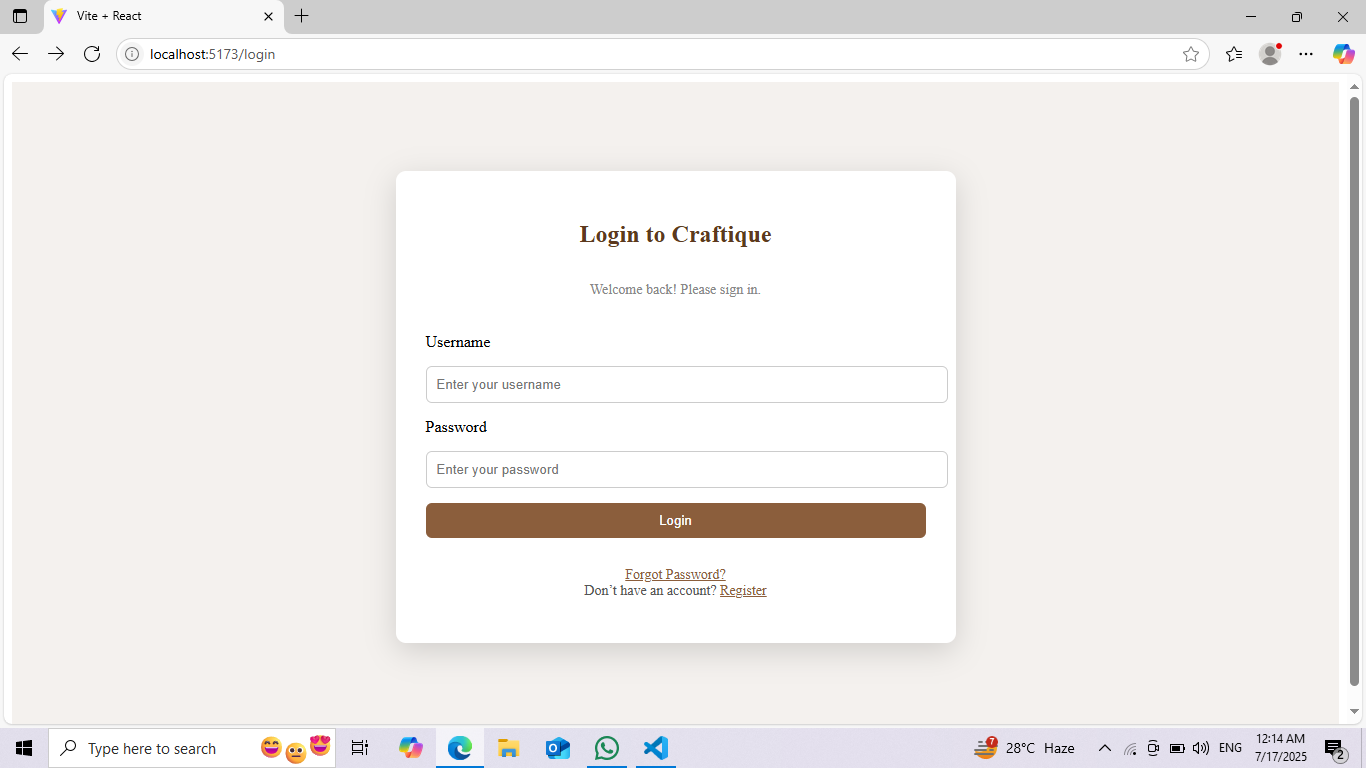 Vite + React
localhost:5173/login
Login to Craftique
Welcome back! Please sign in.
Username
Enter your username
Password
Enter your password
Login
Forgot Password?
Don’t have an account? Register
Type here to search
7
28°C Haze
ENG
12:14 AM
7/17/2025
2